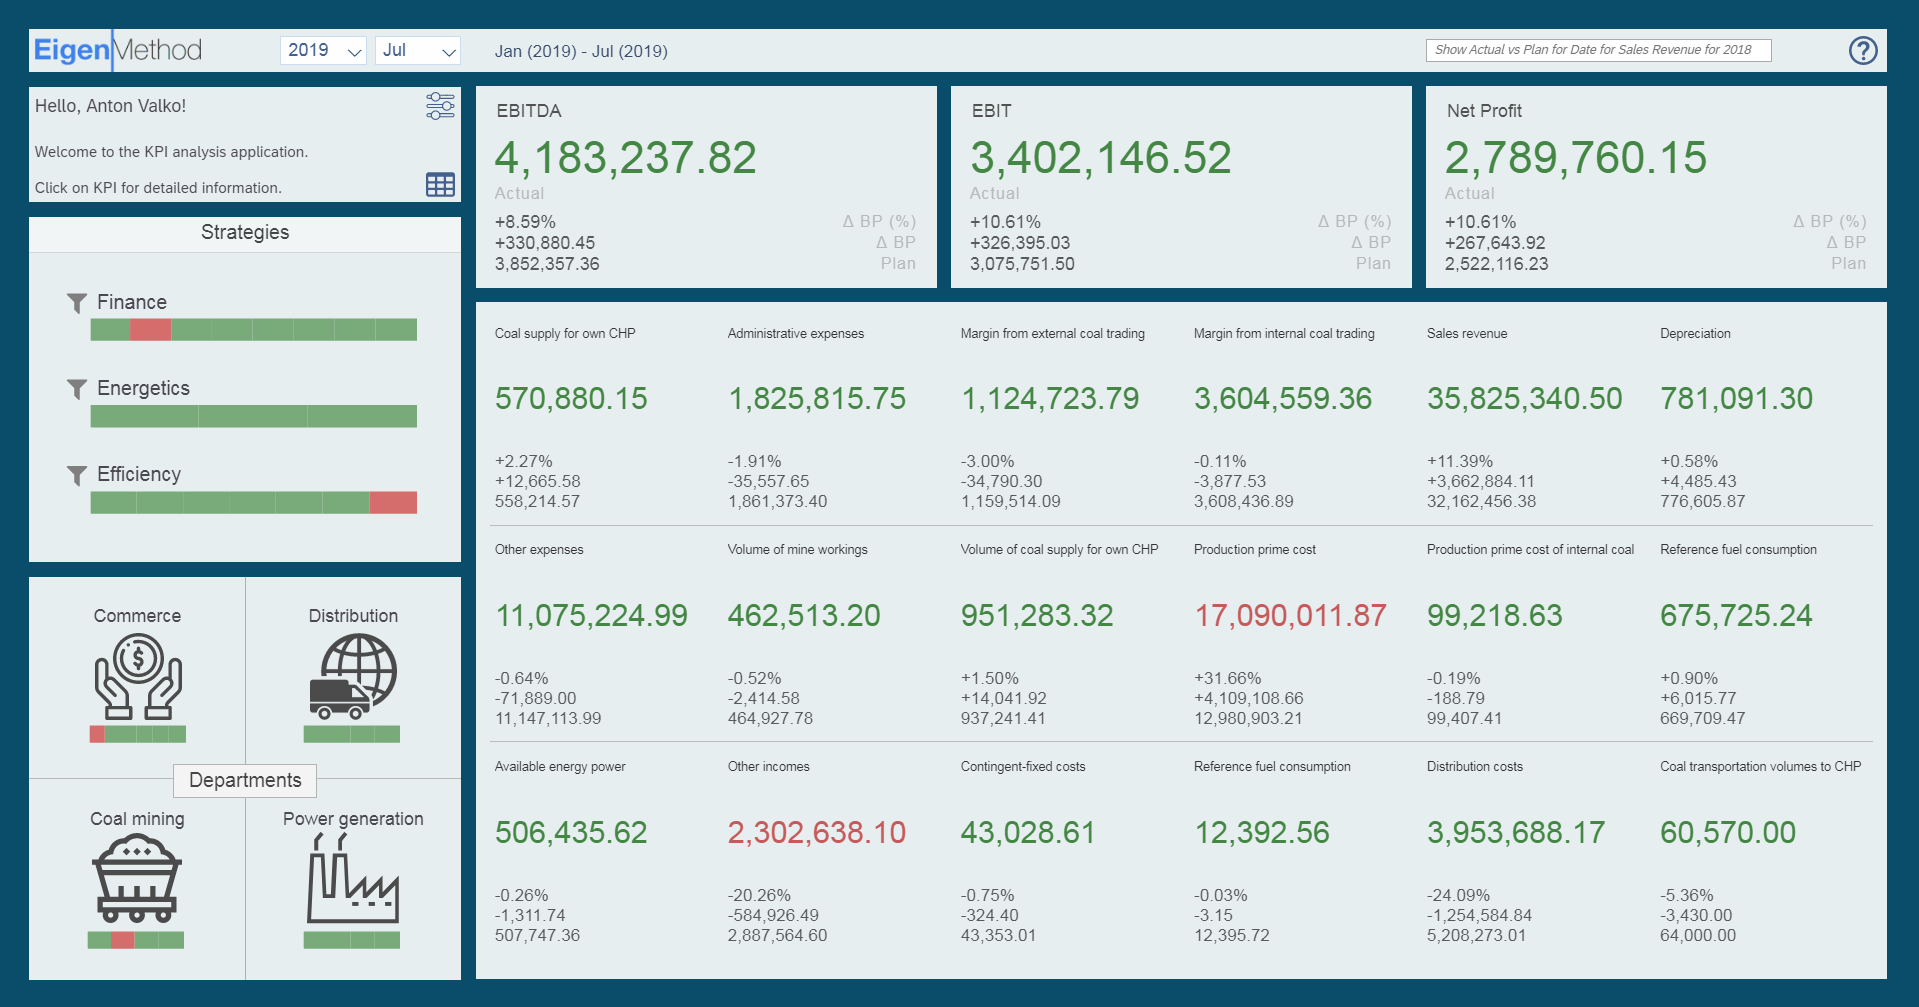 EigenMethod
2019
Jul
Jan (2019) - Jul (2019)
Show Actual vs Plan for Date for Sales Revenue for 2018
?
Hello, Anton Valko!
Welcome to the KPI analysis application.
Click on KPI for detailed information.
Strategies
Finance
Energetics
Efficiency
Commerce
$
Distribution
Departments
Coal mining
Power generation
EBITDA
4,183,237.82
Actual
+8.59% Δ BP (%)
+330,880.45 Δ BP
3,852,357.36 Plan
EBIT
3,402,146.52
Actual
+10.61% Δ BP (%)
+326,395.03 Δ BP
3,075,751.50 Plan
Net Profit
2,789,760.15
Actual
+10.61% Δ BP (%)
+267,643.92 Δ BP
2,522,116.23 Plan
Coal supply for own CHP
570,880.15
+2.27%
+12,665.58
558,214.57
Administrative expenses
1,825,815.75
-1.91%
-35,557.65
1,861,373.40
Margin from external coal trading
1,124,723.79
-3.00%
-34,790.30
1,159,514.09
Margin from internal coal trading
3,604,559.36
-0.11%
-3,877.53
3,608,436.89
Sales revenue
35,825,340.50
+11.39%
+3,662,884.11
32,162,456.38
Depreciation
781,091.30
+0.58%
+4,485.43
776,605.87
Other expenses
11,075,224.99
-0.64%
-71,889.00
11,147,113.99
Volume of mine workings
462,513.20
-0.52%
-2,414.58
464,927.78
Volume of coal supply for own CHP
951,283.32
+1.50%
+14,041.92
937,241.41
Production prime cost
17,090,011.87
+31.66%
+4,109,108.66
12,980,903.21
Production prime cost of internal coal
99,218.63
-0.19%
-188.79
99,407.41
Reference fuel consumption
675,725.24
+0.90%
+6,015.77
669,709.47
Available energy power
506,435.62
-0.26%
-1,311.74
507,747.36
Other incomes
2,302,638.10
-20.26%
-584,926.49
2,887,564.60
Contingent-fixed costs
43,028.61
-0.75%
-324.40
43,353.01
Reference fuel consumption
12,392.56
-0.03%
-3.15
12,395.72
Distribution costs
3,953,688.17
-24.09%
-1,254,584.84
5,208,273.01
Coal transportation volumes to CHP
60,570.00
-5.36%
-3,430.00
64,000.00